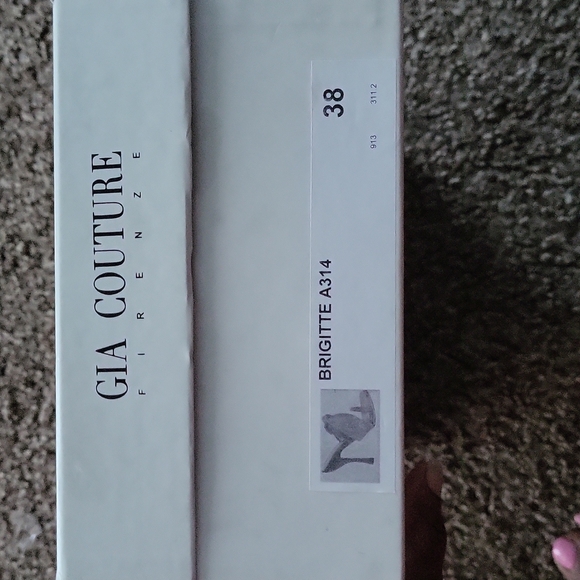 GIA COUTURE
FIRENZE
BRIGITTE A314
38
913
311 2